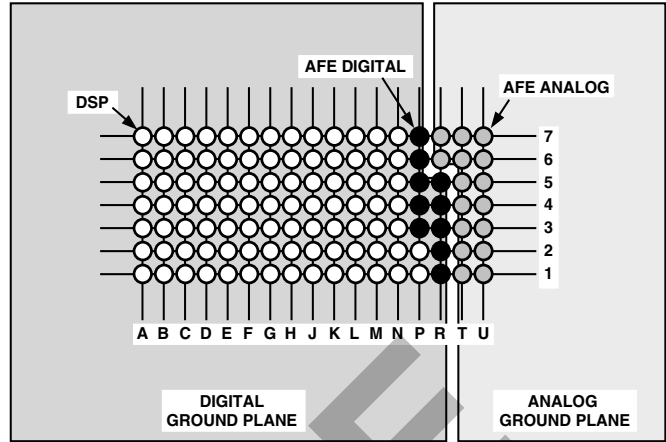 AFE DIGITAL
DSP
AFE ANALOG
7
6
5
4
3
2
1
A B C D E F G H J K L M N P R T U
DIGITAL
GROUND PLANE
ANALOG
GROUND PLANE